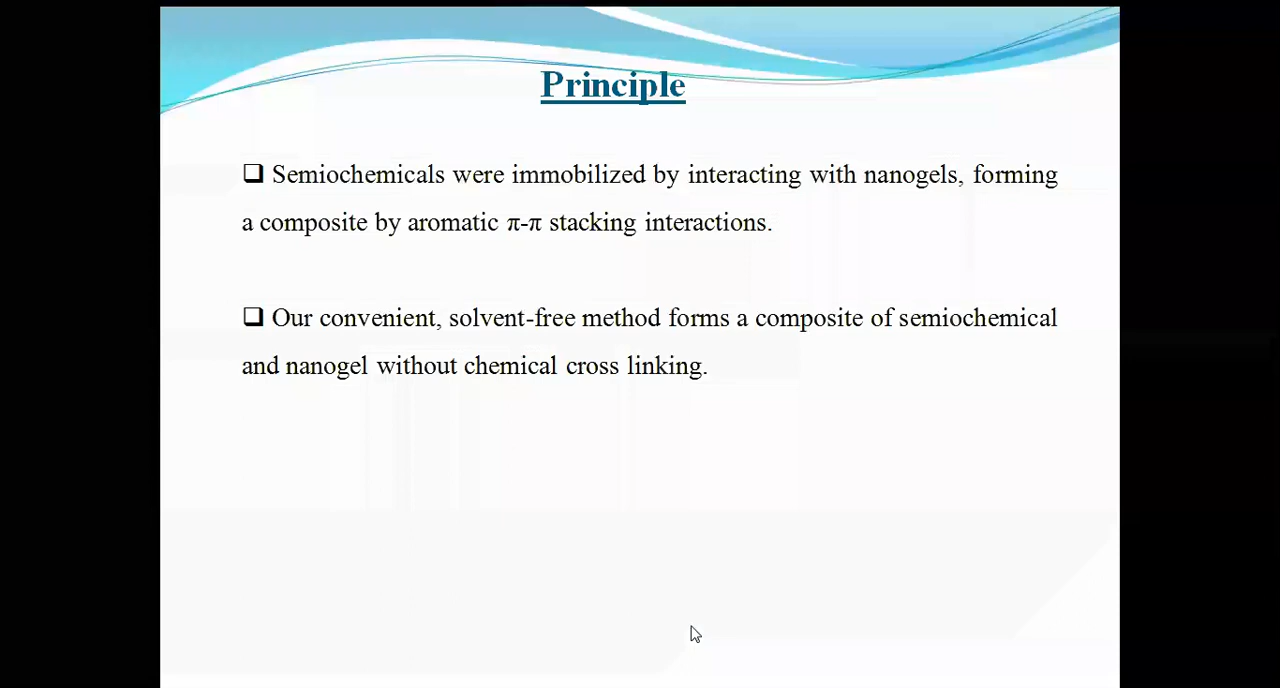 Principle
❑ Semiochemicals were immobilized by interacting with nanogels, forming
a composite by aromatic π-π stacking interactions.
❑ Our convenient, solvent-free method forms a composite of semiochemical
and nanogel without chemical cross linking.